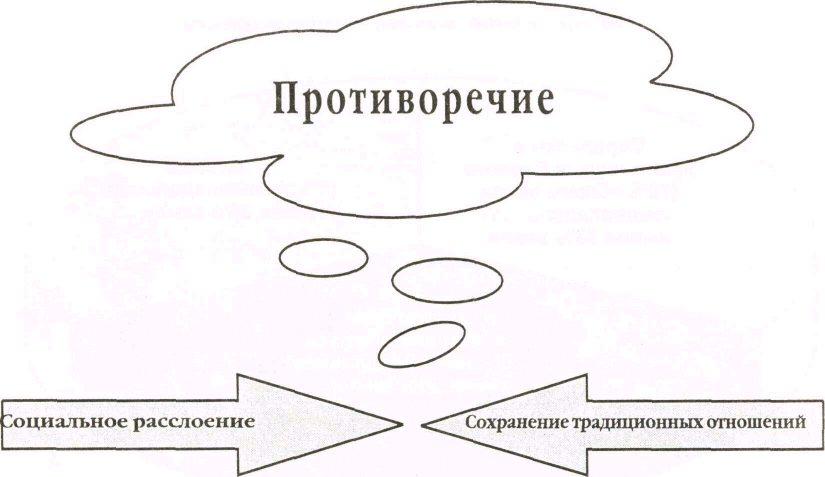 Противоречие
Социальное расслоение
Сохранение традиционных отношений